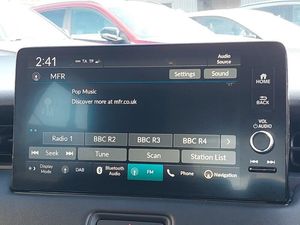 2:41 TA TP Audio
Source
MFR Settings Sound
HOME
Pop Music
Discover more at mfr.co.uk
BACK
VOL
AUDIO
Radio 1 BBC R2 BBC R3 BBC R4
Seek Tune Scan Station List
Display
Mode DAB Bluetooth
Audio FM Phone Navigation